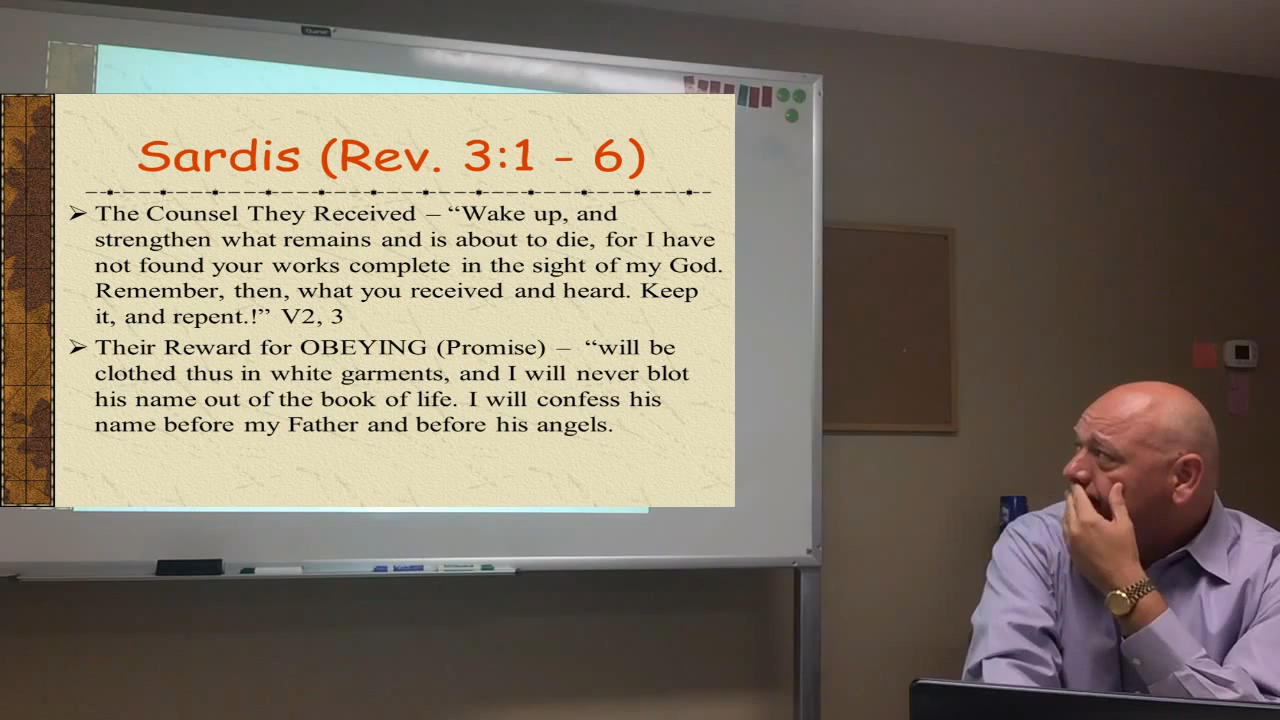 Sardis (Rev. 3:1 - 6)
➢ The Counsel They Received – “Wake up, and
strengthen what remains and is about to die, for I have
not found your works complete in the sight of my God.
Remember, then, what you received and heard. Keep
it, and repent.!” V2, 3
➢ Their Reward for OBEYING (Promise) – “will be
clothed thus in white garments, and I will never blot
his name out of the book of life. I will confess his
name before my Father and before his angels.